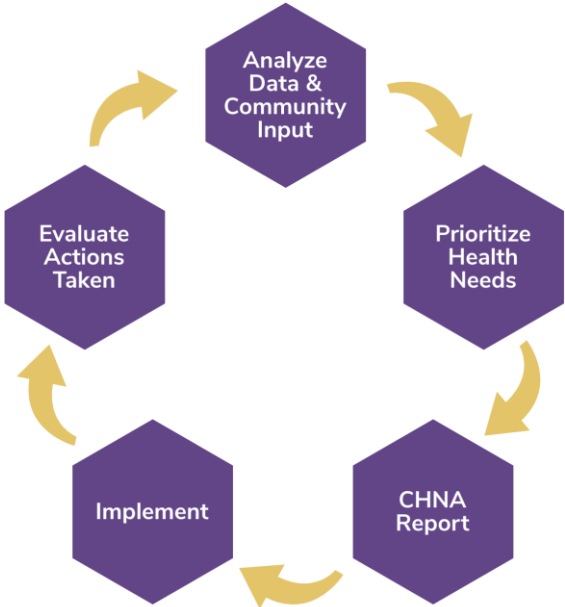 Analyze
Data &
Community
Input
Prioritize
Health
Needs
CHNA
Report
Implement
Evaluate
Actions
Taken